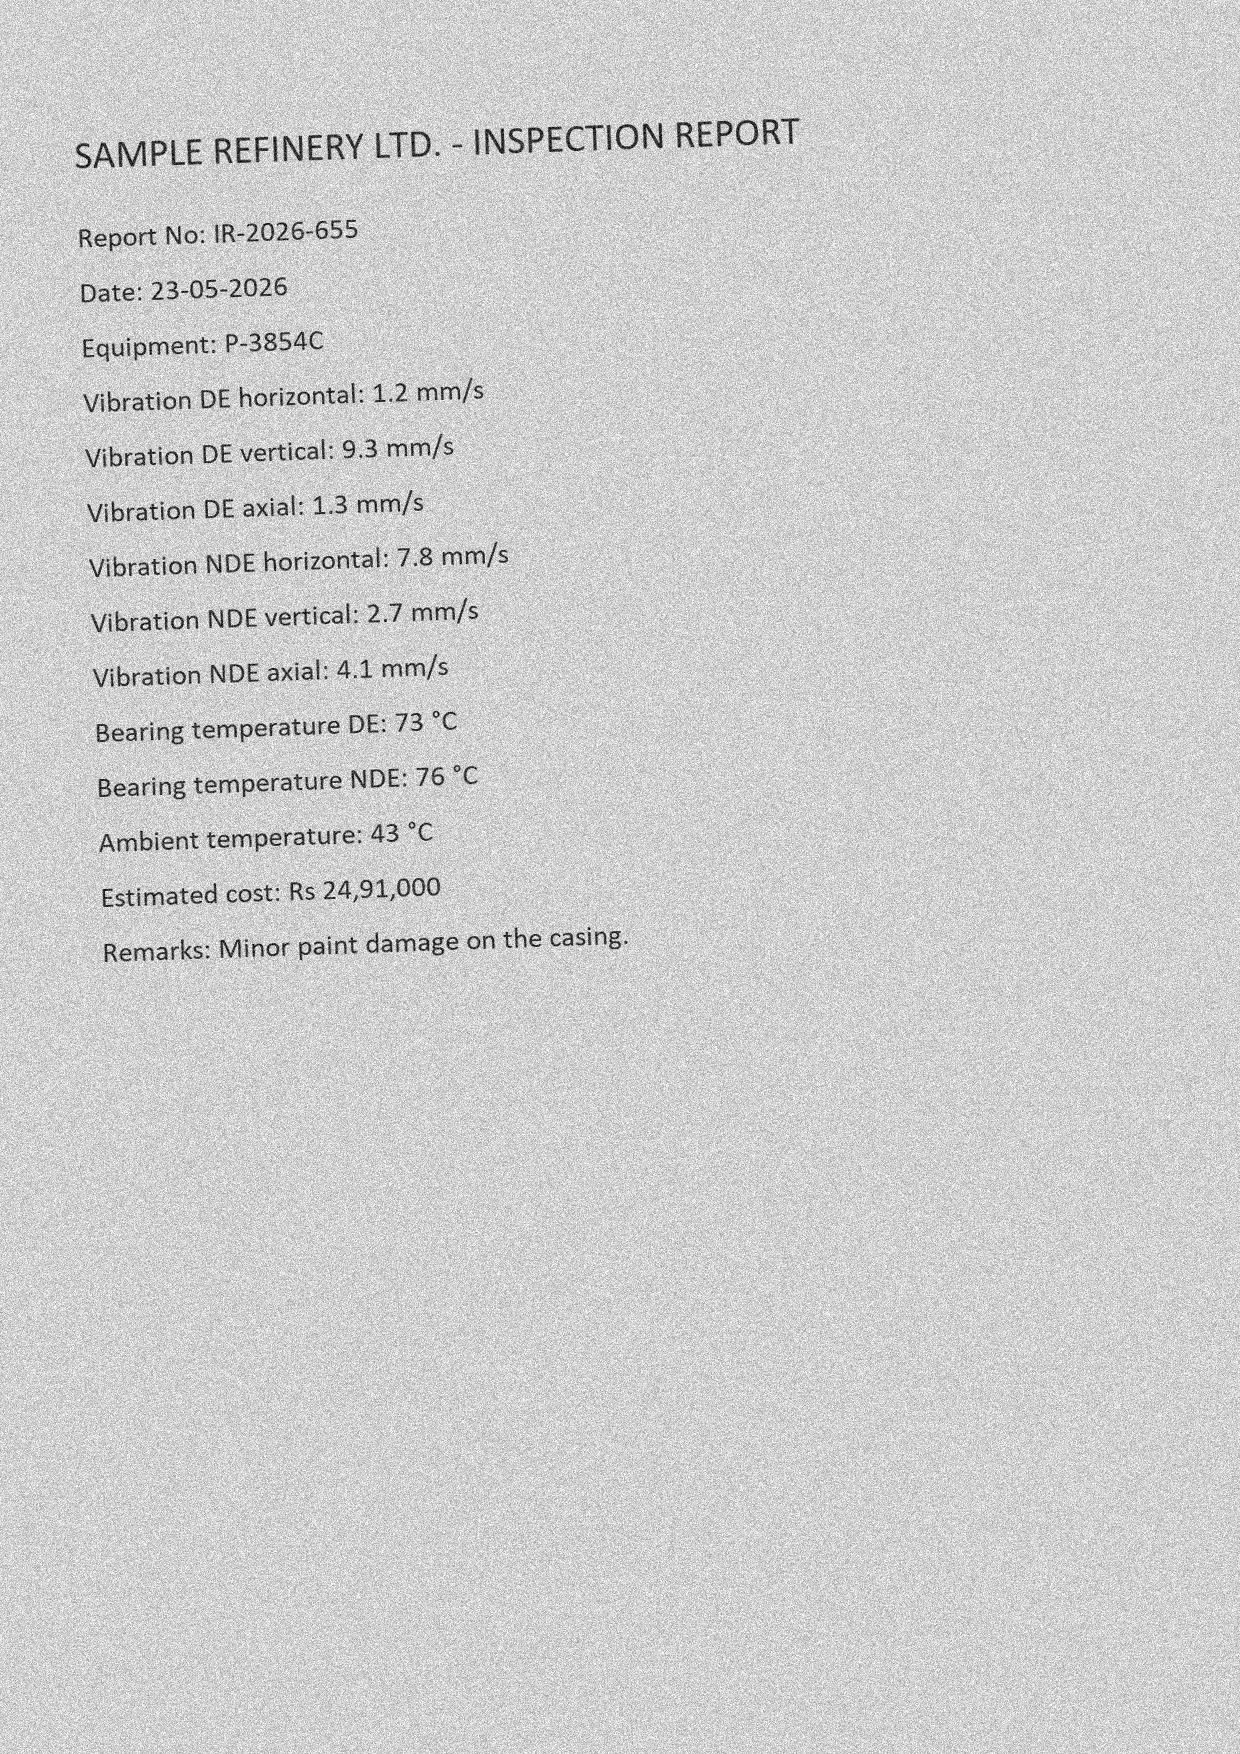 SAMPLE REFINERY LTD. - INSPECTION REPORT
Report No: IR-2026-655
Date: 23-05-2026
Equipment: P-3854C
Vibration DE horizontal: 1.2 mm/s
Vibration DE vertical: 9.3 mm/s
Vibration DE axial: 1.3 mm/s
Vibration NDE horizontal: 7.8 mm/s
Vibration NDE vertical: 2.7 mm/s
Vibration NDE axial: 4.1 mm/s
Bearing temperature DE: 73 °C
Bearing temperature NDE: 76 °C
Ambient temperature: 43 °C
Estimated cost: Rs 24,91,000
Remarks: Minor paint damage on the casing.